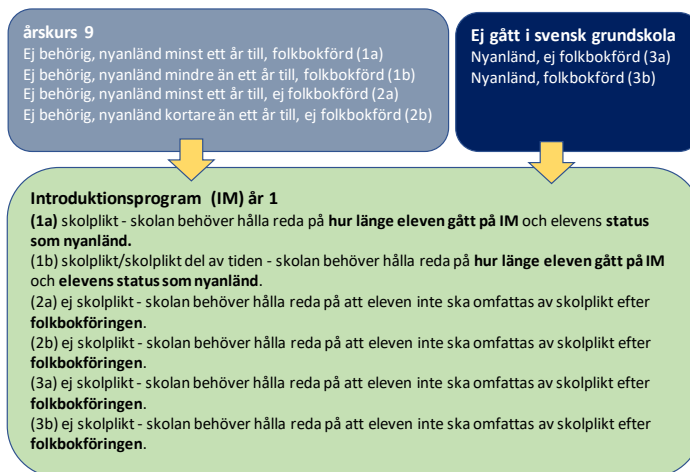 årskurs 9
Ej behörig, nyanländ minst ett år till, folkbokförd (1a)
Ej behörig, nyanländ mindre än ett år till, folkbokförd (1b)
Ej behörig, nyanländ minst ett år till, ej folkbokförd (2a)
Ej behörig, nyanländ kortare än ett år till, ej folkbokförd (2b)
Ej gått i svensk grundskola
Nyanländ, ej folkbokförd (3a)
Nyanländ, folkbokförd (3b)
Introduktionsprogram (IM) år 1
(1a) skolplikt - skolan behöver hålla reda på hur länge eleven gått på IM och elevens status
som nyanländ.
(1b) skolplikt/skolplikt del av tiden - skolan behöver hålla reda på hur länge eleven gått på IM
och elevens status som nyanländ.
(2a) ej skolplikt - skolan behöver hålla reda på att eleven inte ska omfattas av skolplikt efter
folkbokföringen.
(2b) ej skolplikt - skolan behöver hålla reda på att eleven inte ska omfattas av skolplikt efter
folkbokföringen.
(3a) ej skolplikt - skolan behöver hålla reda på att eleven inte ska omfattas av skolplikt efter
folkbokföringen.
(3b) ej skolplikt - skolan behöver hålla reda på att eleven inte ska omfattas av skolplikt efter
folkbokföringen.